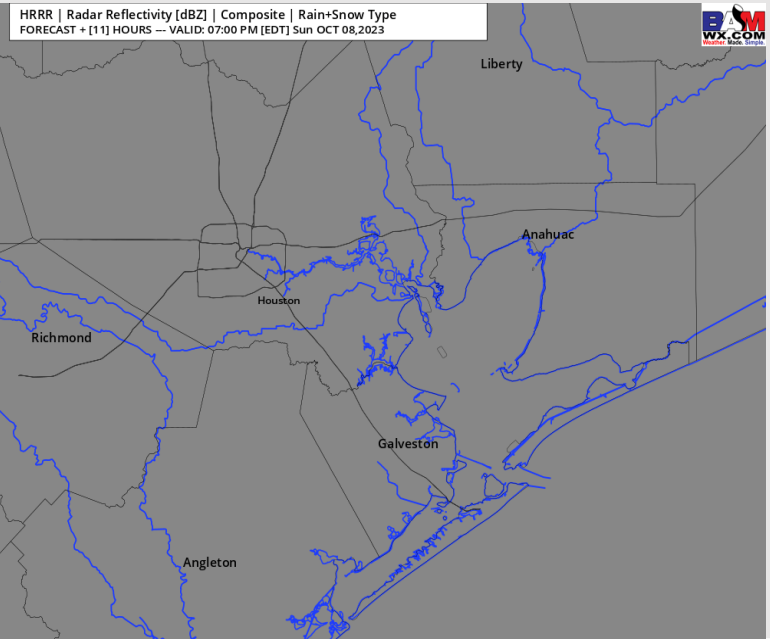 HRRR | Radar Reflectivity [dBZ] | Composite | Rain+Snow Type
FORECAST + [11] HOURS --- VALID: 07:00 PM [EDT] Sun OCT 08,2023
BAM
WX.COM
Weather. Made. Simple.
Liberty
Anahuac
Houston
Richmond
Galveston
Angleton